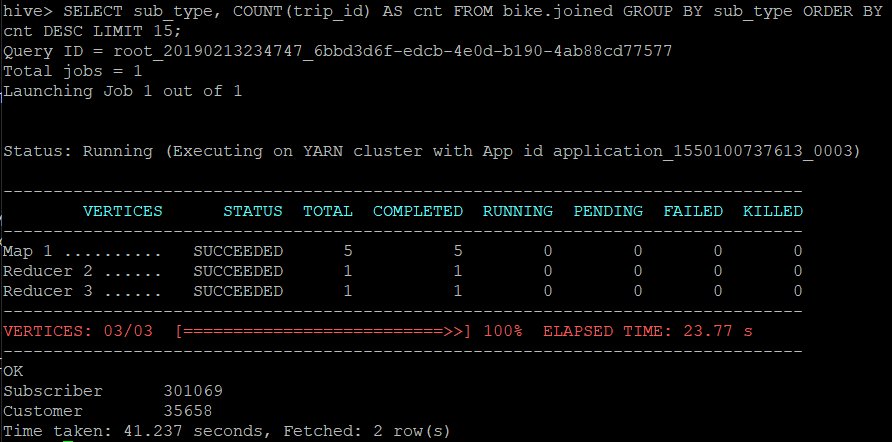 hive> SELECT sub_type, COUNT(trip_id) AS cnt FROM bike.joined GROUP BY sub_type ORDER BY
cnt DESC LIMIT 15;
Query ID = root_20190213234747_6bbd3d6f-edcb-4e0d-b190-4ab88cd77577
Total jobs = 1
Launching Job 1 out of 1
Status: Running (Executing on YARN cluster with App id application_1550100737613_0003)
--------------------------------------------------------------------------------
VERTICES STATUS TOTAL COMPLETED RUNNING PENDING FAILED KILLED
--------------------------------------------------------------------------------
Map 1 .......... SUCCEEDED 5 5 0 0 0 0
Reducer 2 ...... SUCCEEDED 1 1 0 0 0 0
Reducer 3 ...... SUCCEEDED 1 1 0 0 0 0
--------------------------------------------------------------------------------
VERTICES: 03/03 [==========================>>] 100% ELAPSED TIME: 23.77 s
--------------------------------------------------------------------------------
OK
Subscriber 301069
Customer 35658
Time taken: 41.237 seconds, Fetched: 2 row(s)